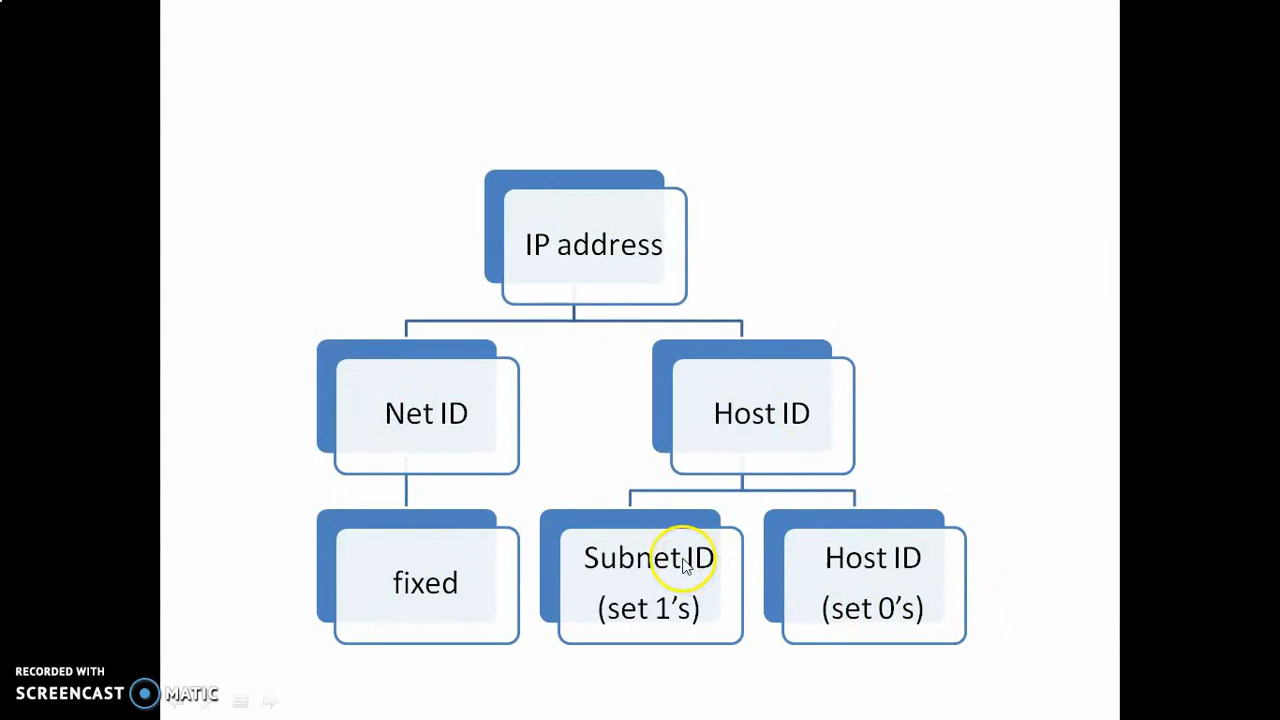 IP address
Net ID
Host ID
fixed
Subnet ID
(set 1's)
Host ID
(set 0's)
RECORDED WITH
SCREENCAST MATIC